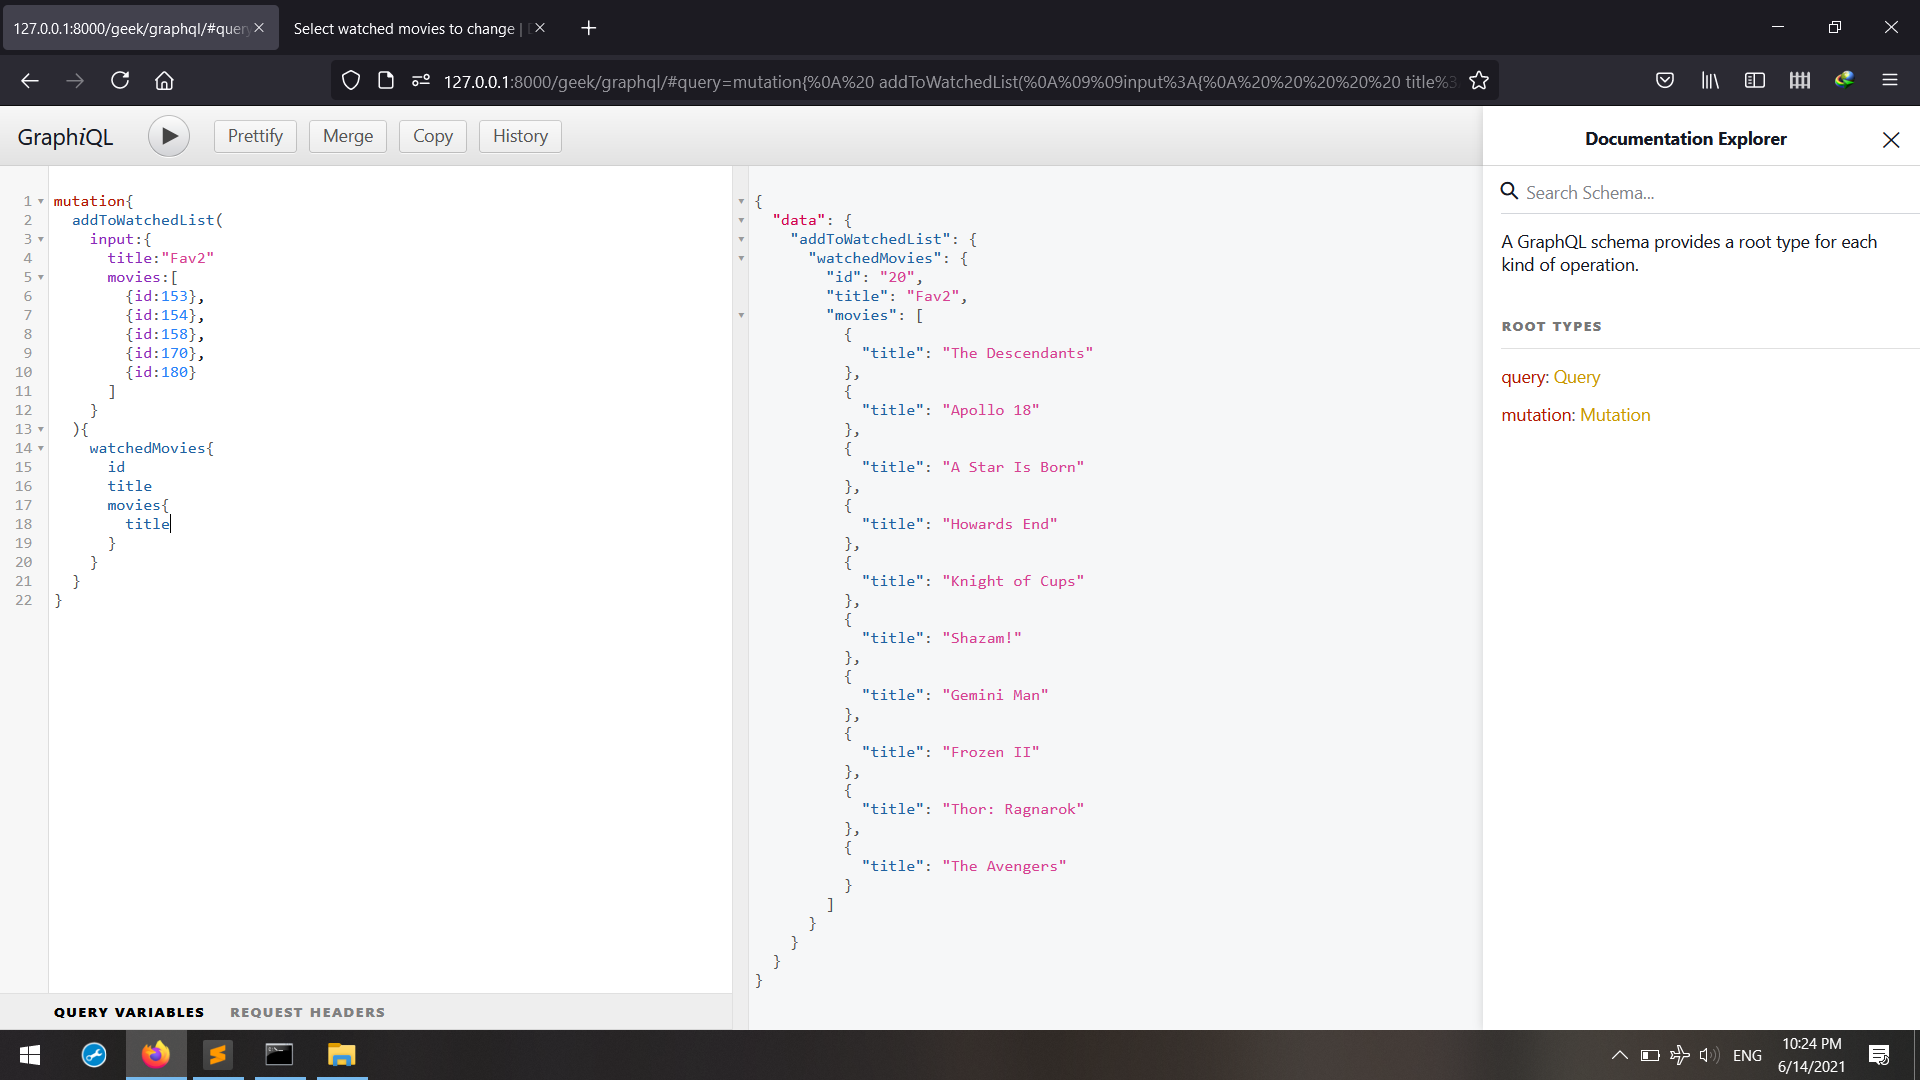 127.0.0.1:8000/geek/graphql/#query
Select watched movies to change |
127.0.0.1:8000/geek/graphql/#query=mutation{%0A%20 addToWatchedList(%0A%09%09input%3A{%0A%20%20%20%20%20 title%3
GraphiQL
Prettify
Merge
Copy
History
1 mutation{
2 addToWatchedList(
3 input:{
4 title:"Fav2"
5 movies:[
6 {id:153},
7 {id:154},
8 {id:158},
9 {id:170},
10 {id:180}
11 ]
12 }
13 ){
14 watchedMovies{
15 id
16 title
17 movies{
18 title
19 }
20 }
21 }
22 }
QUERY VARIABLES
REQUEST HEADERS
{
"data": {
"addToWatchedList": {
"watchedMovies": {
"id": "20",
"title": "Fav2",
"movies": [
{
"title": "The Descendants"
},
{
"title": "Apollo 18"
},
{
"title": "A Star Is Born"
},
{
"title": "Howards End"
},
{
"title": "Knight of Cups"
},
{
"title": "Shazam!"
},
{
"title": "Gemini Man"
},
{
"title": "Frozen II"
},
{
"title": "Thor: Ragnarok"
},
{
"title": "The Avengers"
}
]
}
}
}
}
Documentation Explorer
Search Schema...
A GraphQL schema provides a root type for each
kind of operation.
ROOT TYPES
query: Query
mutation: Mutation
ENG
10:24 PM
6/14/2021